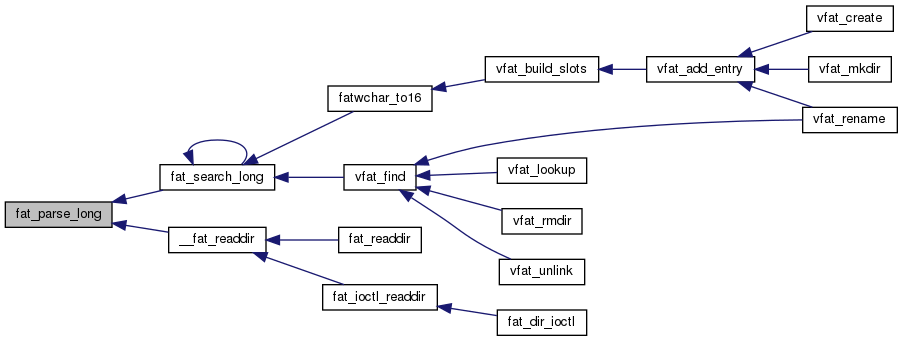 vfat_create
vfat_build_slots
vfat_add_entry
vfat_mkdir
fatwchar_to16
vfat_rename
fat_search_long
vfat_find
vfat_lookup
fat_parse_long
vfat_rmdir
__fat_readdir
fat_readdir
vfat_unlink
fat_ioctl_readdir
fat_dir_ioctl